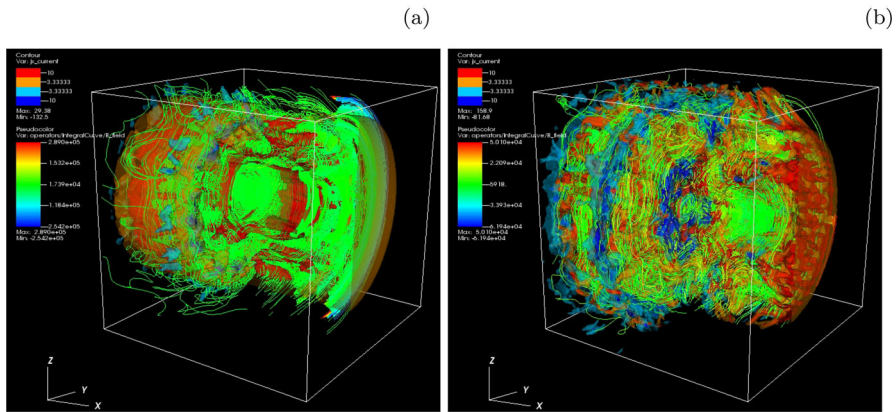 (a)
(b)
Contour
Var: jx_current
10
3.33333
-3.33333
-10
Max: 29.38
Min: -132.5
Pseudocolor
Var: operators/IntegralCurve/B_field
2.890e+05
1.532e+05
1.739e+04
-1.184e+05
-2.542e+05
Max: 2.890e+05
Min: -2.542e+05
Z
Y
X
Contour
Var: jx_current
10
3.33333
-3.33333
-10
Max: 158.9
Min: -81.68
Pseudocolor
Var: operators/IntegralCurve/B_field
5.010e+04
2.209e+04
-5918.
-3.393e+04
-6.194e+04
Max: 5.010e+04
Min: -6.194e+04
Z
Y
X